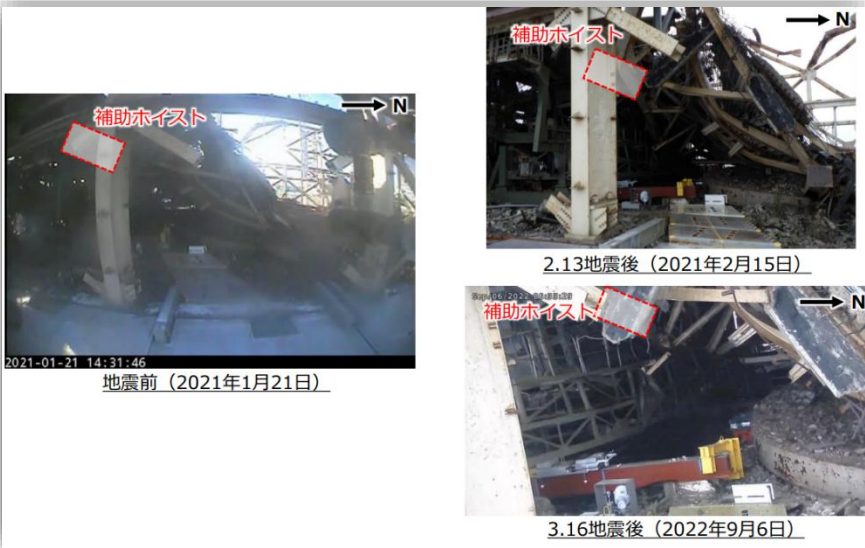 補助ホイスト
N
2021-01-21 14:31:46
地震前（2021年1月21日）
補助ホイスト
N
2.13地震後（2021年2月15日）
補助ホイスト
N
3.16地震後（2022年9月6日）